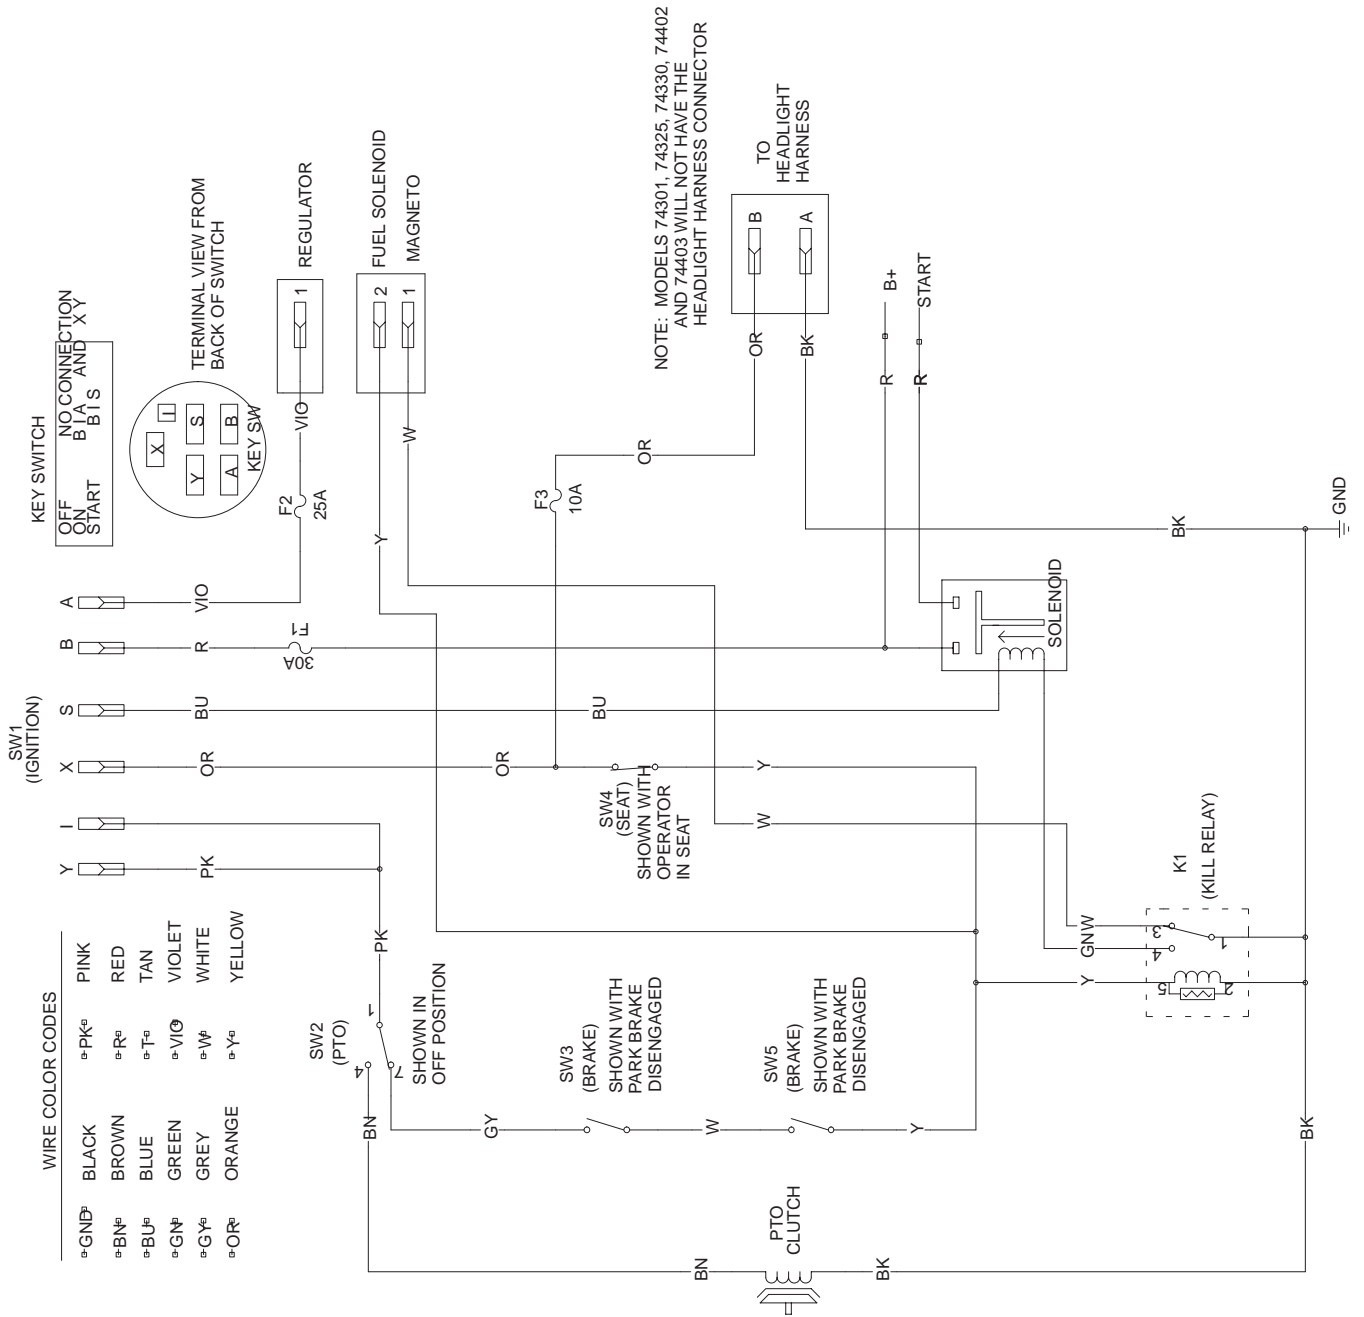 WIRE COLOR CODES
GND BLACK PK PINK
BN BROWN R RED
BU BLUE T TAN
GN GREEN VIO VIOLET
GY GREY W WHITE
OR ORANGE Y YELLOW
SW1
(IGNITION)
Y I X S B A
KEY SWITCH
OFF NO CONNECTION
ON B I A AND X Y
START B I S
X I
Y S
A B
KEY SW
TERMINAL VIEW FROM
BACK OF SWITCH
PK OR BU R VIO
F1
30A
F2
25A
VIO
1
REGULATOR
Y
2
FUEL SOLENOID
W
1
MAGNETO
PK
SW2
(PTO)
1
4
7
SHOWN IN
OFF POSITION
BN
GY
OR
BU
F3
10A
OR
SW3
(BRAKE)
SHOWN WITH
PARK BRAKE
DISENGAGED
SW4
(SEAT)
SHOWN WITH
OPERATOR
IN SEAT
NOTE: MODELS 74301, 74325, 74330, 74402
AND 74403 WILL NOT HAVE THE
HEADLIGHT HARNESS CONNECTOR
BN
W
Y
W
OR
B
BK
A
TO
HEADLIGHT
HARNESS
PTO
CLUTCH
SW5
(BRAKE)
SHOWN WITH
PARK BRAKE
DISENGAGED
BK
Y
R
B+
R
START
SOLENOID
Y
GN
W
5
2
4
3
1
K1
(KILL RELAY)
BK
BK
GND